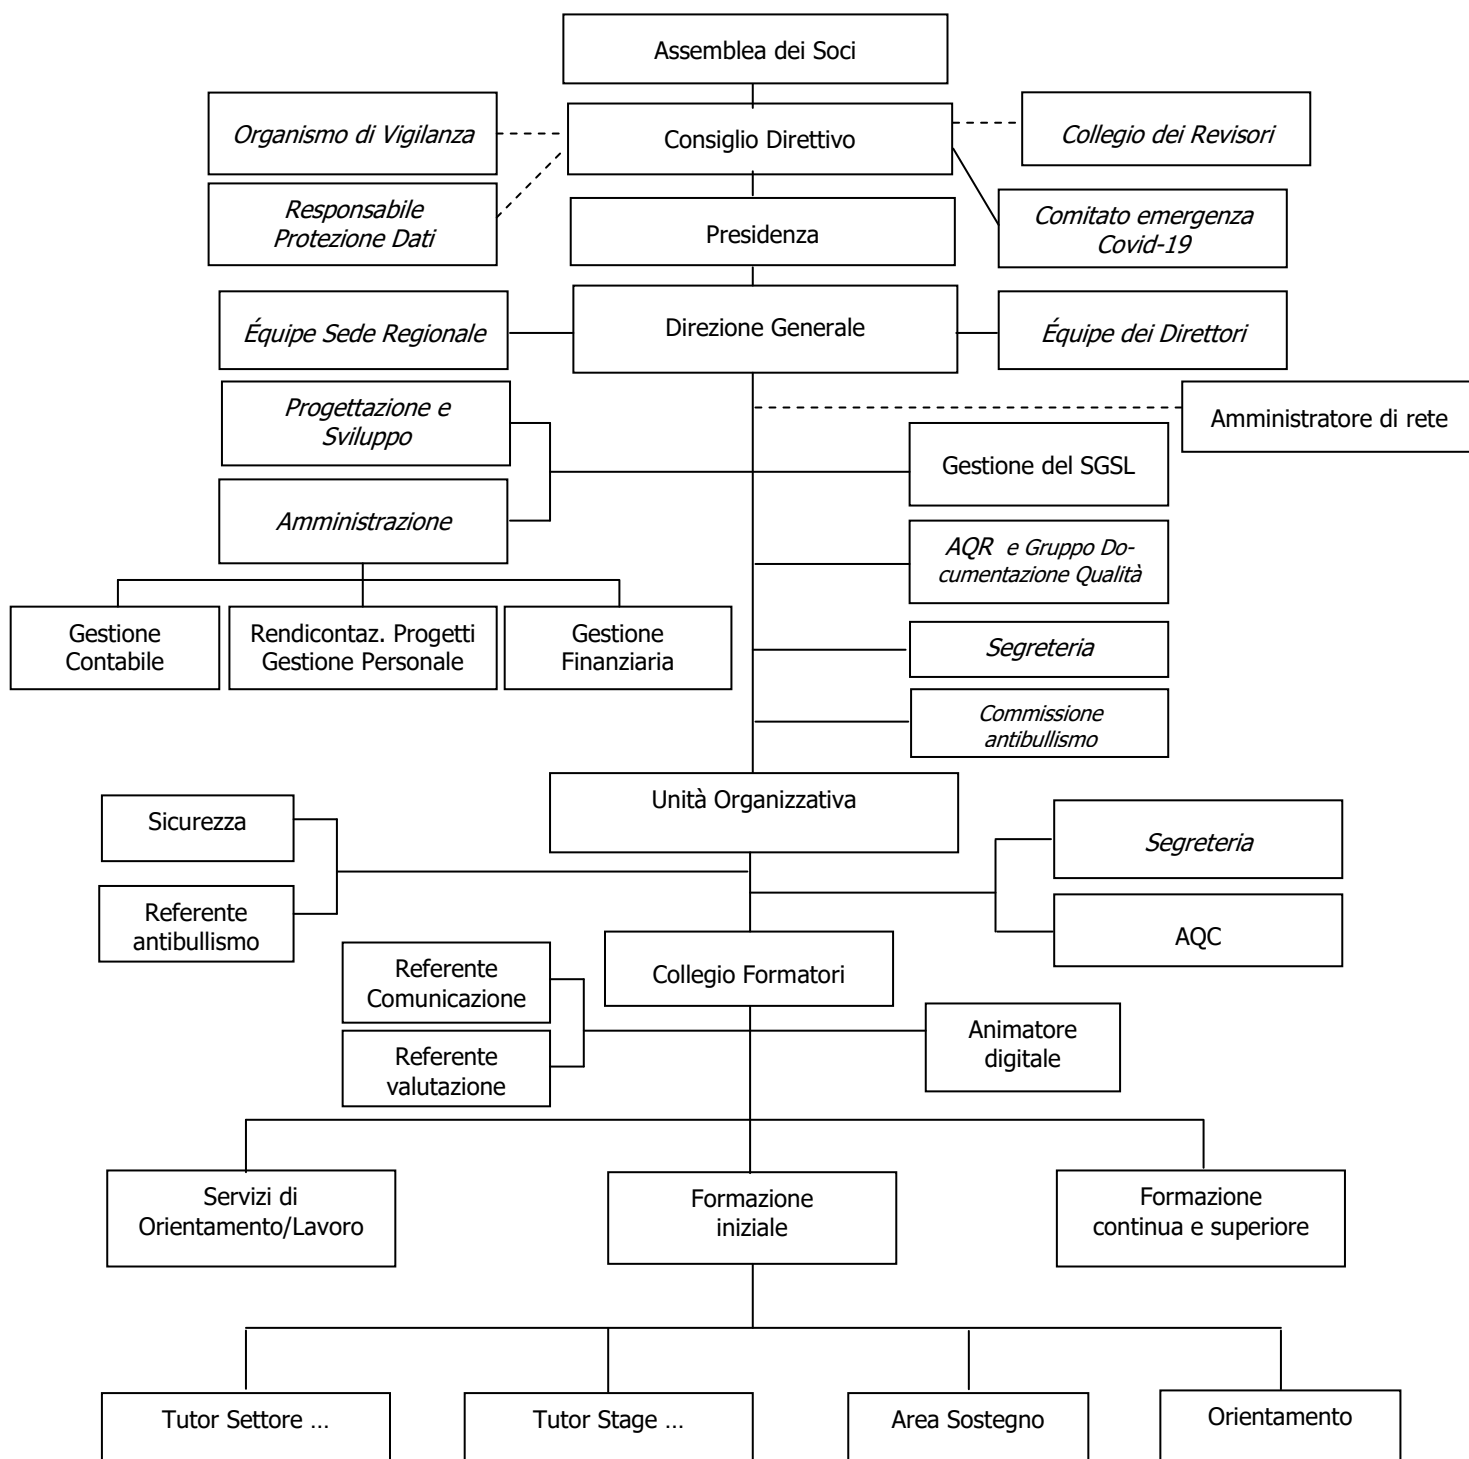 Assemblea dei Soci
Organismo di Vigilanza
Consiglio Direttivo
Collegio dei Revisori
Responsabile
Protezione Dati
Presidenza
Comitato emergenza
Covid-19
Équipe Sede Regionale
Direzione Generale
Équipe dei Direttori
Progettazione e
Sviluppo
Amministratore di rete
Gestione del SGSL
Amministrazione
AQR e Gruppo Do-
cumentazione Qualità
Gestione
Contabile
Rendicontaz. Progetti
Gestione Personale
Gestione
Finanziaria
Segreteria
Commissione
antibullismo
Unità Organizzativa
Sicurezza
Segreteria
Referente
antibullismo
AQC
Collegio Formatori
Referente
Comunicazione
Referente
valutazione
Animatore
digitale
Servizi di
Orientamento/Lavoro
Formazione
iniziale
Formazione
continua e superiore
Tutor Settore …
Tutor Stage …
Area Sostegno
Orientamento